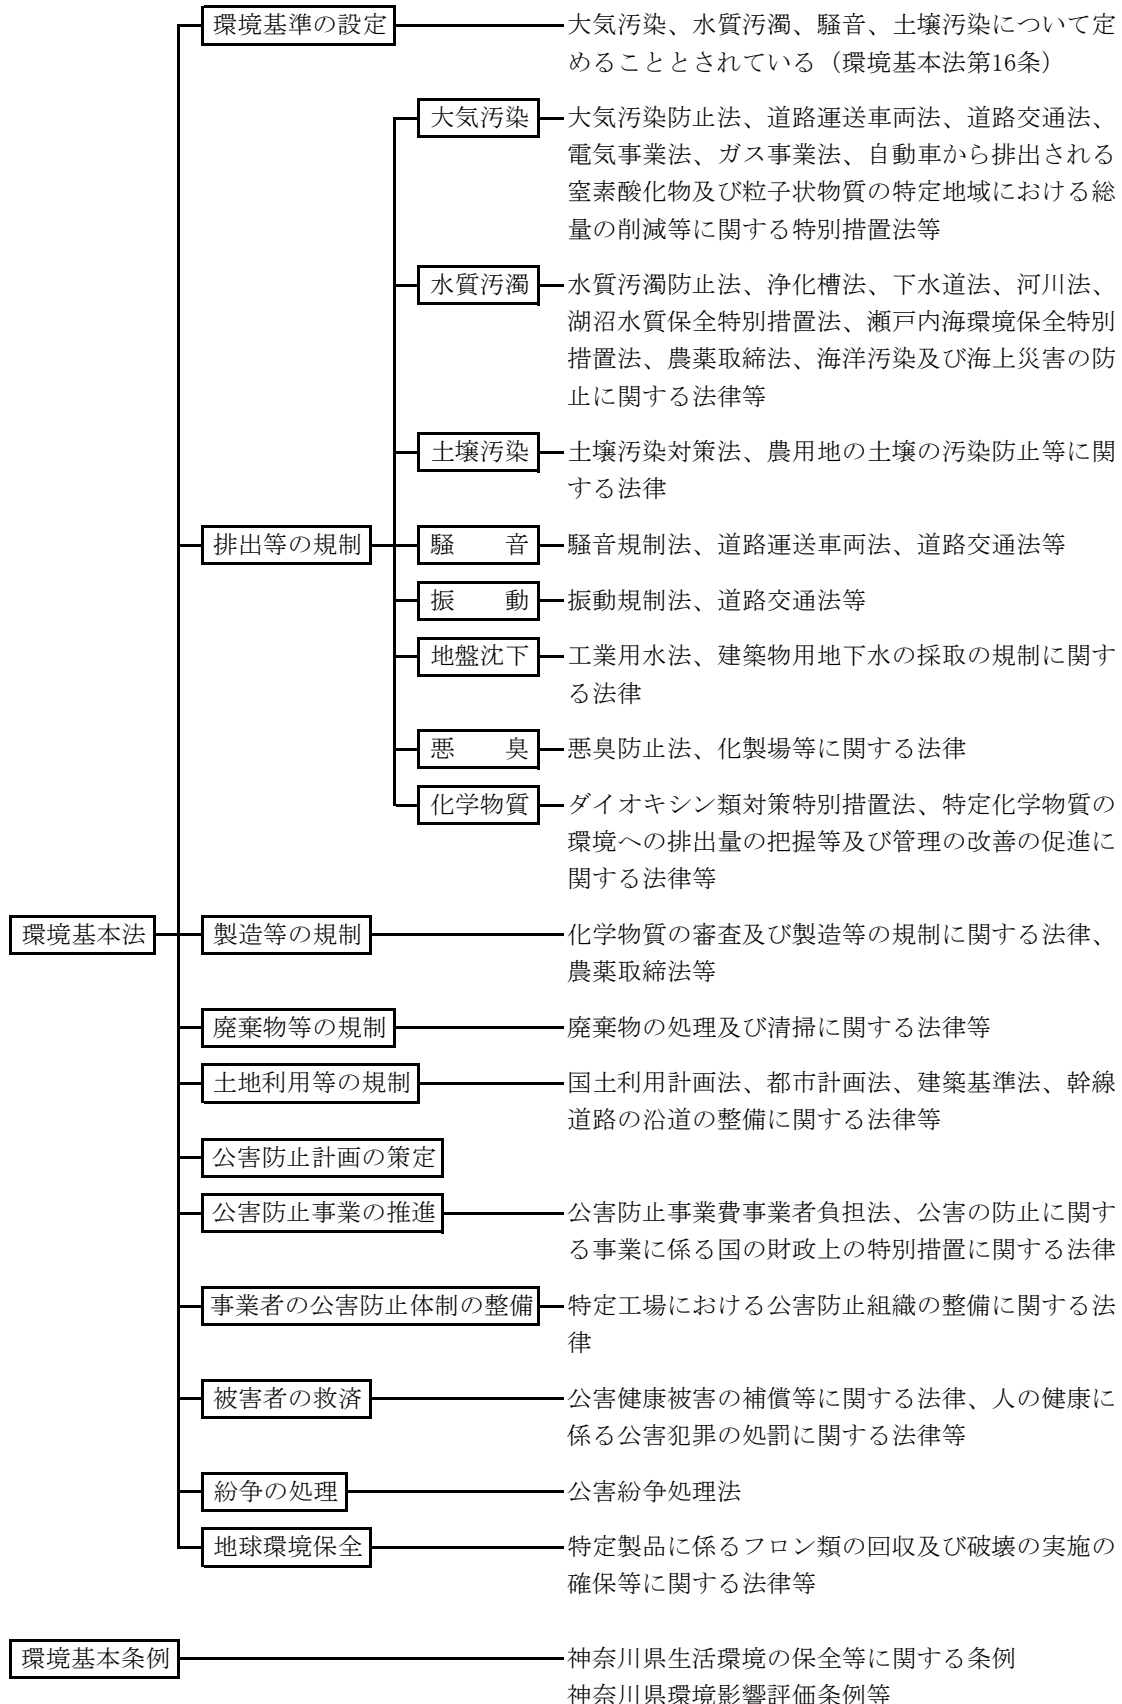 環境基準の設定 大気汚染、水質汚濁、騒音、土壌汚染について定
めることとされている（環境基本法第16条）
大気汚染 大気汚染防止法、道路運送車両法、道路交通法、
電気事業法、ガス事業法、自動車から排出される
窒素酸化物及び粒子状物質の特定地域における総
量の削減等に関する特別措置法等
水質汚濁 水質汚濁防止法、浄化槽法、下水道法、河川法、
湖沼水質保全特別措置法、瀬戸内海環境保全特別
措置法、農薬取締法、海洋汚染及び海上災害の防
止に関する法律等
土壌汚染 土壌汚染対策法、農用地の土壌の汚染防止等に関
する法律
排出等の規制 騒　音 騒音規制法、道路運送車両法、道路交通法等
振　動 振動規制法、道路交通法等
地盤沈下 工業用水法、建築物用地下水の採取の規制に関す
る法律
悪　臭 悪臭防止法、化製場等に関する法律
化学物質 ダイオキシン類対策特別措置法、特定化学物質の
環境への排出量の把握等及び管理の改善の促進に
関する法律等
環境基本法 製造等の規制 化学物質の審査及び製造等の規制に関する法律、
農薬取締法等
廃棄物等の規制 廃棄物の処理及び清掃に関する法律等
土地利用等の規制 国土利用計画法、都市計画法、建築基準法、幹線
道路の沿道の整備に関する法律等
公害防止計画の策定
公害防止事業の推進 公害防止事業費事業者負担法、公害の防止に関す
る事業に係る国の財政上の特別措置に関する法律
事業者の公害防止体制の整備 特定工場における公害防止組織の整備に関する法
律
被害者の救済 公害健康被害の補償等に関する法律、人の健康に
係る公害犯罪の処罰に関する法律等
紛争の処理 公害紛争処理法
地球環境保全 特定製品に係るフロン類の回収及び破壊の実施の
確保等に関する法律等
環境基本条例 神奈川県生活環境の保全等に関する条例
神奈川県環境影響評価条例等